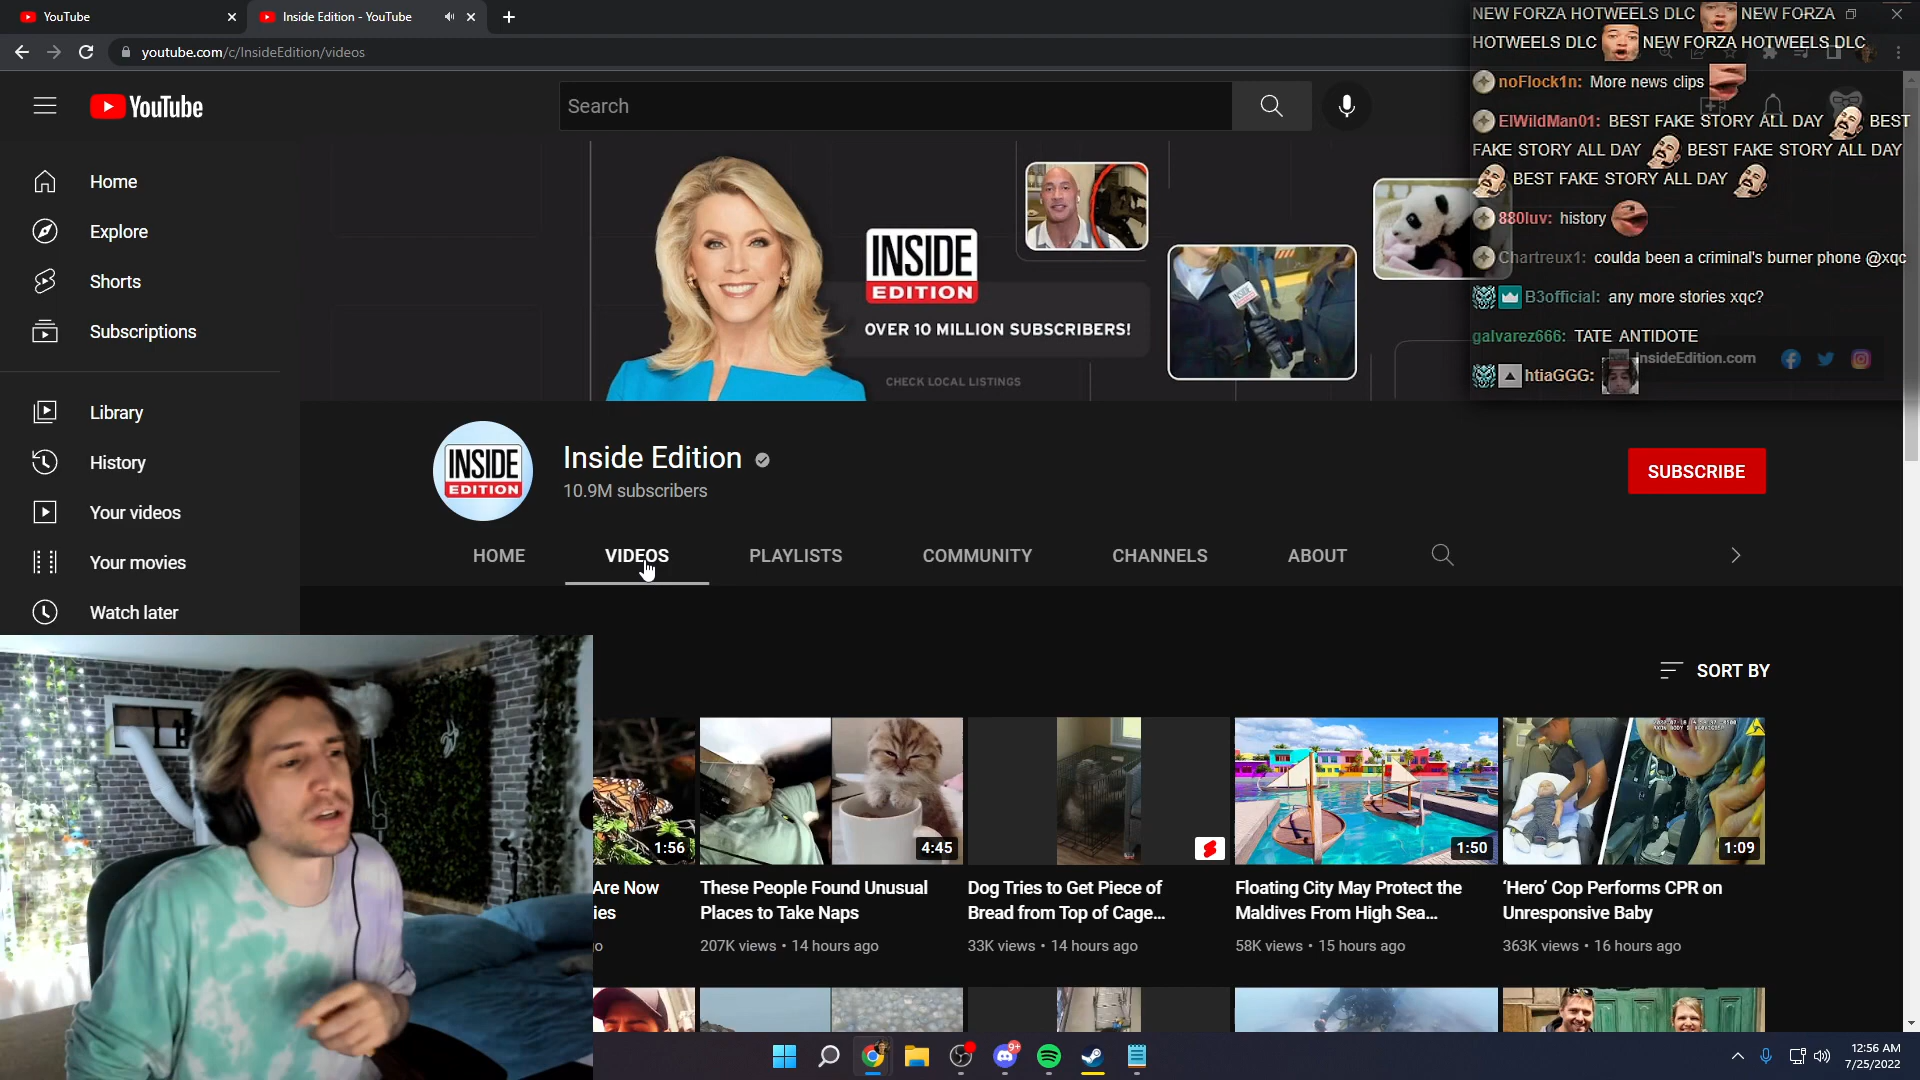 YouTube
Inside Edition - YouTube
youtube.com/c/InsideEdition/videos
NEW FORZA HOTWEELS DLC NEW FORZA
HOTWEELS DLC NEW FORZA HOTWEELS DLC
noFlock1n: More news clips
ElWildMan01: BEST FAKE STORY ALL DAY BEST
FAKE STORY ALL DAY BEST FAKE STORY ALL DAY
BEST FAKE STORY ALL DAY
880luv: history
Chartreux1: coulda been a criminal's burner phone @xqc
B3official: any more stories xqc?
galvarez666: TATE ANTIDOTE
InsideEdition.com
htiaGGG:
YouTube
Search
Home
Explore
Shorts
Subscriptions
Library
History
Your videos
Your movies
Watch later
INSIDE
EDITION
OVER 10 MILLION SUBSCRIBERS!
CHECK LOCAL LISTINGS
INSIDE
EDITION
Inside Edition
10.9M subscribers
SUBSCRIBE
HOME
VIDEOS
PLAYLISTS
COMMUNITY
CHANNELS
ABOUT
SORT BY
1:56
4:45
1:50
1:09
Are Now
ies
o
These People Found Unusual
Places to Take Naps
207K views • 14 hours ago
Dog Tries to Get Piece of
Bread from Top of Cage...
33K views • 14 hours ago
Floating City May Protect the
Maldives From High Sea...
58K views • 15 hours ago
‘Hero’ Cop Performs CPR on
Unresponsive Baby
363K views • 16 hours ago
9+
12:56 AM
7/25/2022